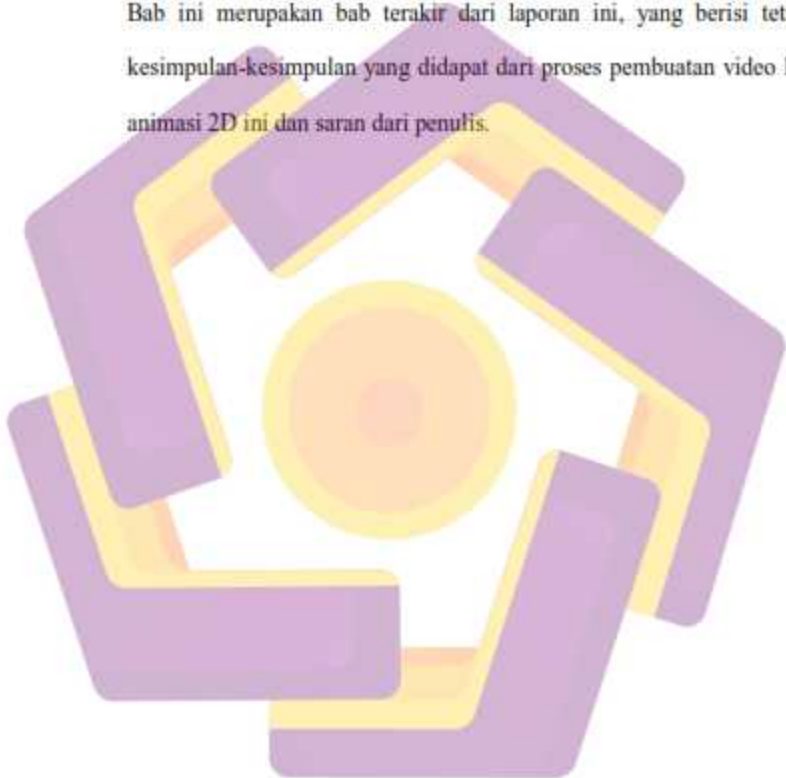 Bab ini merupakan bab terakir dari laporan ini, yang berisi
kesimpulan-kesimpulan yang didapat dari proses pembuatan video
animasi 2D ini dan saran dari penulis.